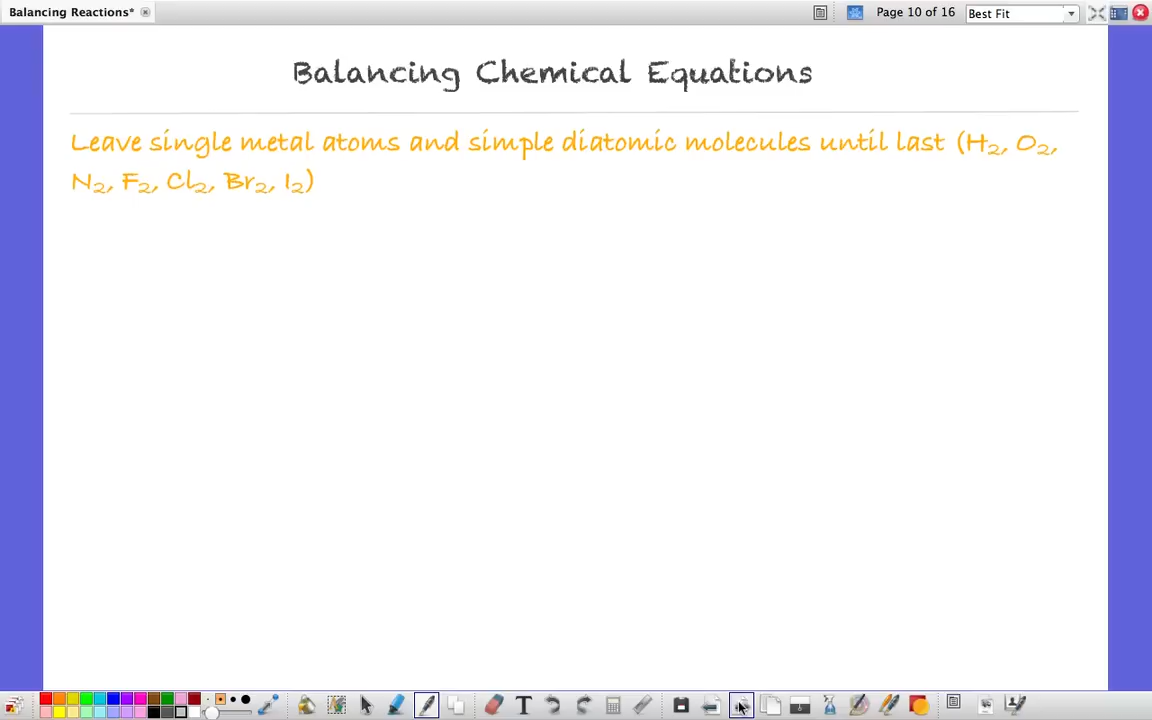 Balancing Reactions*
Page 10 of 16
Best Fit
Balancing Chemical Equations
Leave single metal atoms and simple diatomic molecules until last (H₂, O₂,
N₂, F₂, Cl₂, Br₂, I₂)